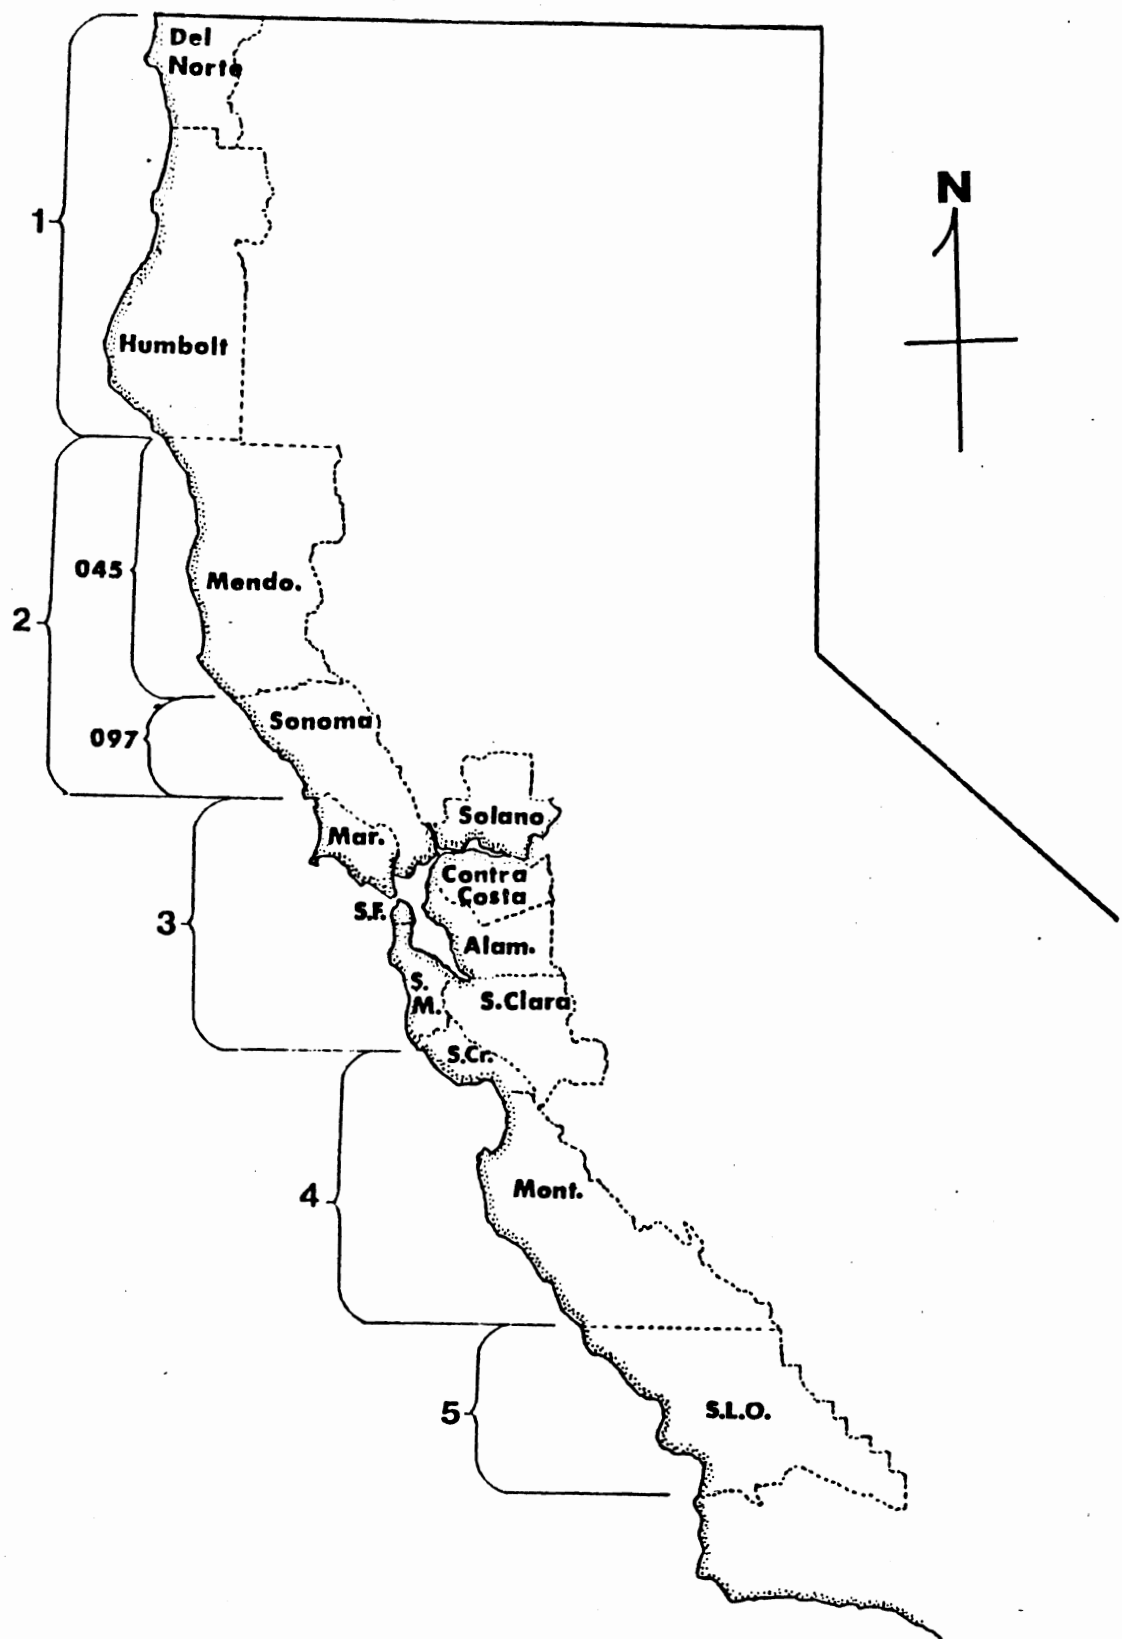 Del
Norte
N
1
Humbolt
045
Mendo.
2
Sonoma
097
Solano
Mar.
Contra
Costa
S.F.
3
Alam.
S.
M.
S.Clara
S.Cr.
4
Mont.
5
S.L.O.